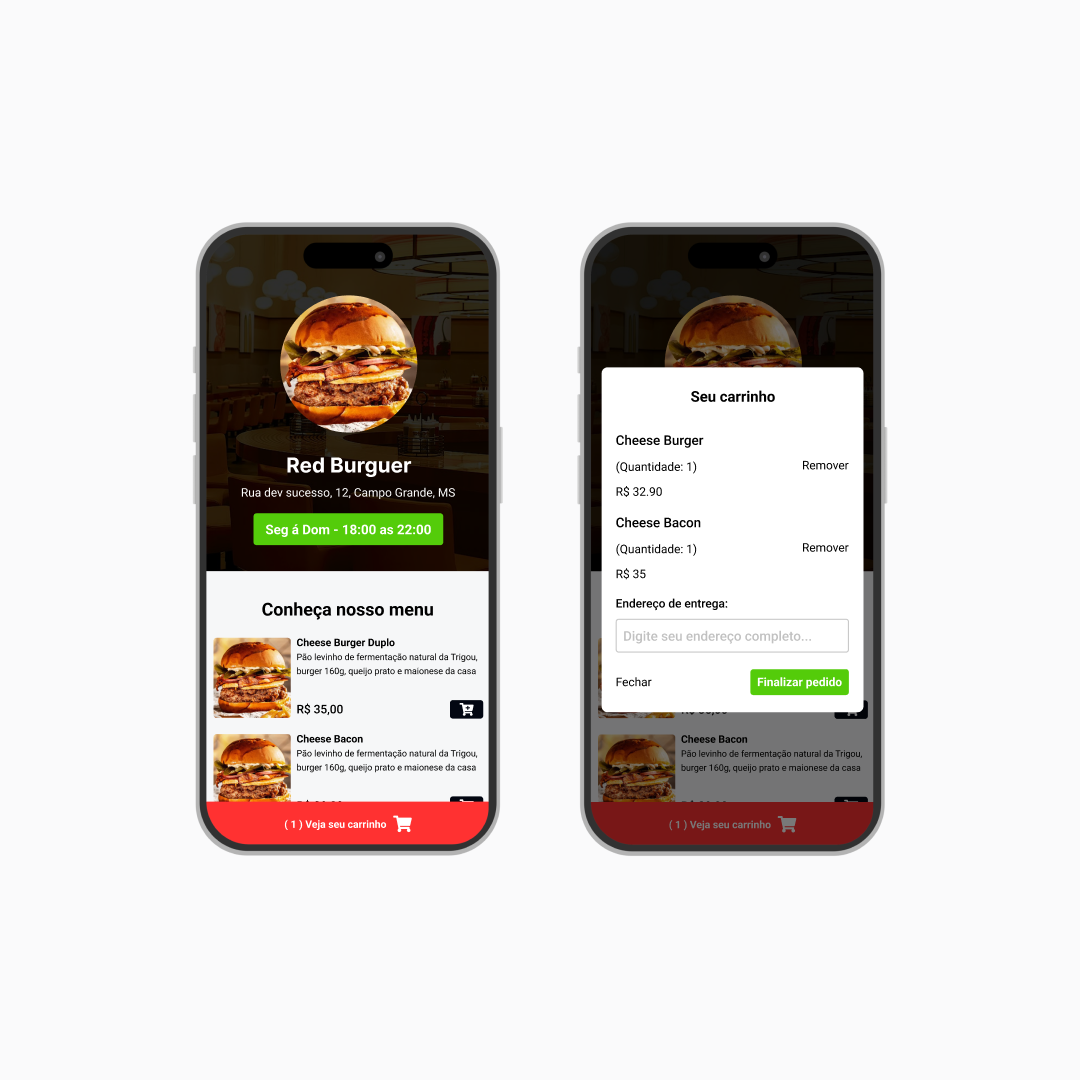 Red Burguer
Rua dev sucesso, 12, Campo Grande, MS
Seg á Dom - 18:00 as 22:00
Conheça nosso menu
Cheese Burger Duplo
Pão levinho de fermentação natural da Trigou,
burger 160g, queijo prato e maionese da casa
R$ 35,00
Cheese Bacon
Pão levinho de fermentação natural da Trigou,
burger 160g, queijo prato e maionese da casa
( 1 ) Veja seu carrinho
Seu carrinho
Cheese Burger
(Quantidade: 1)
Remover
R$ 32.90
Cheese Bacon
(Quantidade: 1)
Remover
R$ 35
Endereço de entrega:
Digite seu endereço completo...
Fechar
Finalizar pedido
Cheese Bacon
Pão levinho de fermentação natural da Trigou,
burger 160g, queijo prato e maionese da casa
( 1 ) Veja seu carrinho